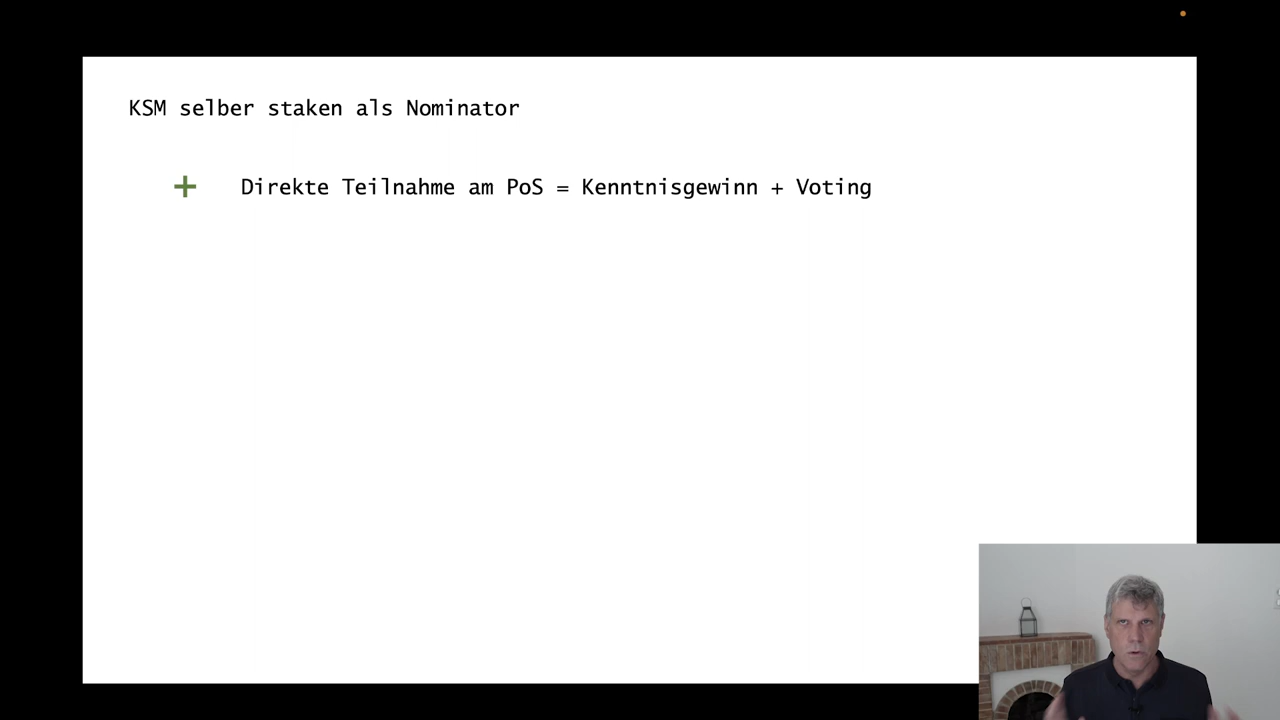 KSM selber staken als Nominator
+ Direkte Teilnahme am PoS = Kenntnisgewinn + Voting